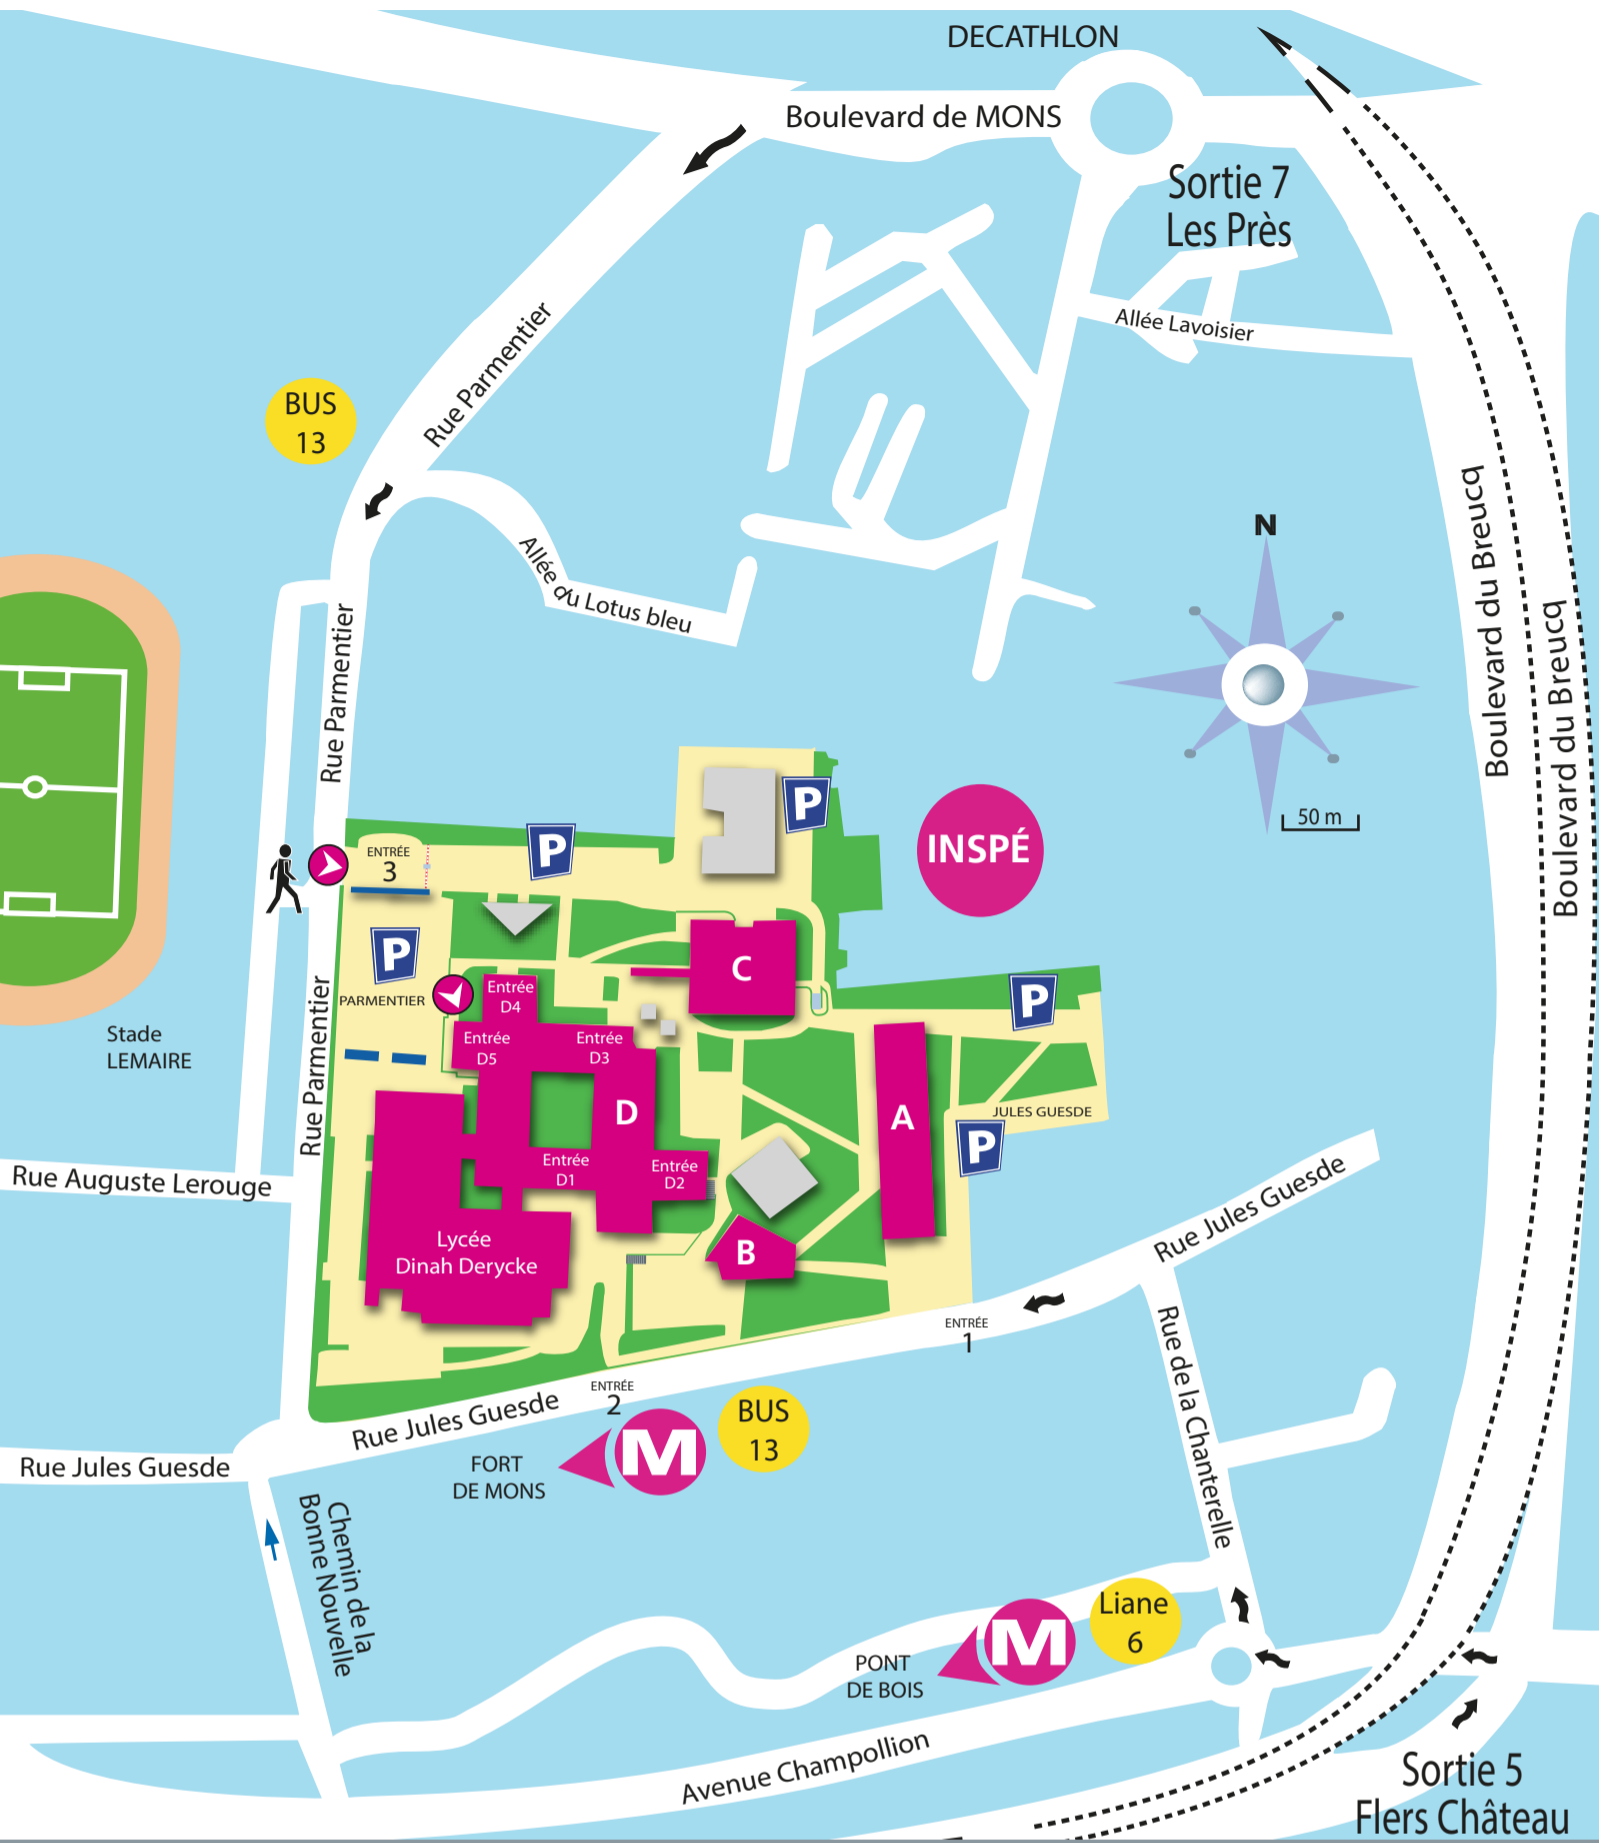 DECATHLON
Boulevard de MONS
Sortie 7
Les Près
Allée Lavoisier
Rue Parmentier
BUS
13
Allée du Lotus bleu
N
50 m
Boulevard du Breucq
Boulevard du Breucq
Rue Parmentier
INSPÉ
P
P
ENTRÉE
3
P
PARMENTIER
C
P
Entrée
D4
Entrée
D5
Entrée
D3
Stade
LEMAIRE
Rue Parmentier
D
A
JULES GUESDE
P
Entrée
D1
Entrée
D2
Rue Auguste Lerouge
Lycée
Dinah Derycke
B
Rue Jules Guesde
ENTRÉE
1
Rue de la Chanterelle
ENTRÉE
2
Rue Jules Guesde
BUS
13
M
FORT
DE MONS
Rue Jules Guesde
Chemin de la
Bonne Nouvelle
Liane
6
M
PONT
DE BOIS
Avenue Champollion
Sortie 5
Flers Château